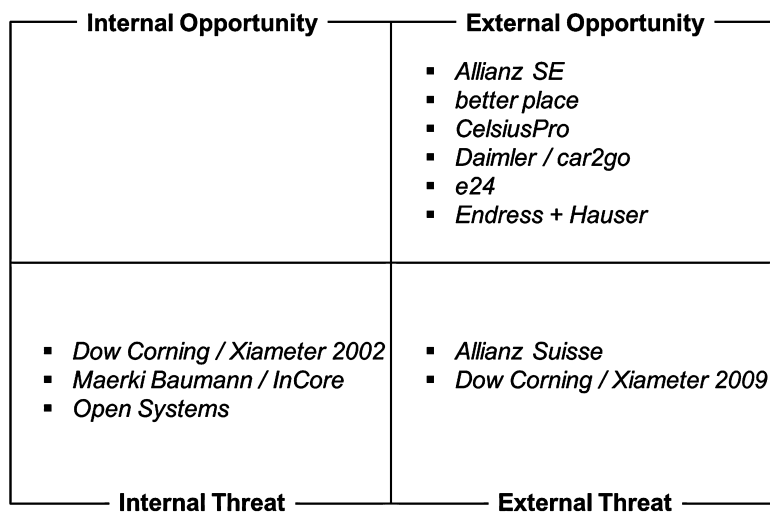 Internal Opportunity
External Opportunity
▪ Allianz SE
▪ better place
▪ CelsiusPro
▪ Daimler / car2go
▪ e24
▪ Endress + Hauser
▪ Dow Corning / Xiameter 2002
▪ Maerki Baumann / InCore
▪ Open Systems
▪ Allianz Suisse
▪ Dow Corning / Xiameter 2009
Internal Threat
External Threat